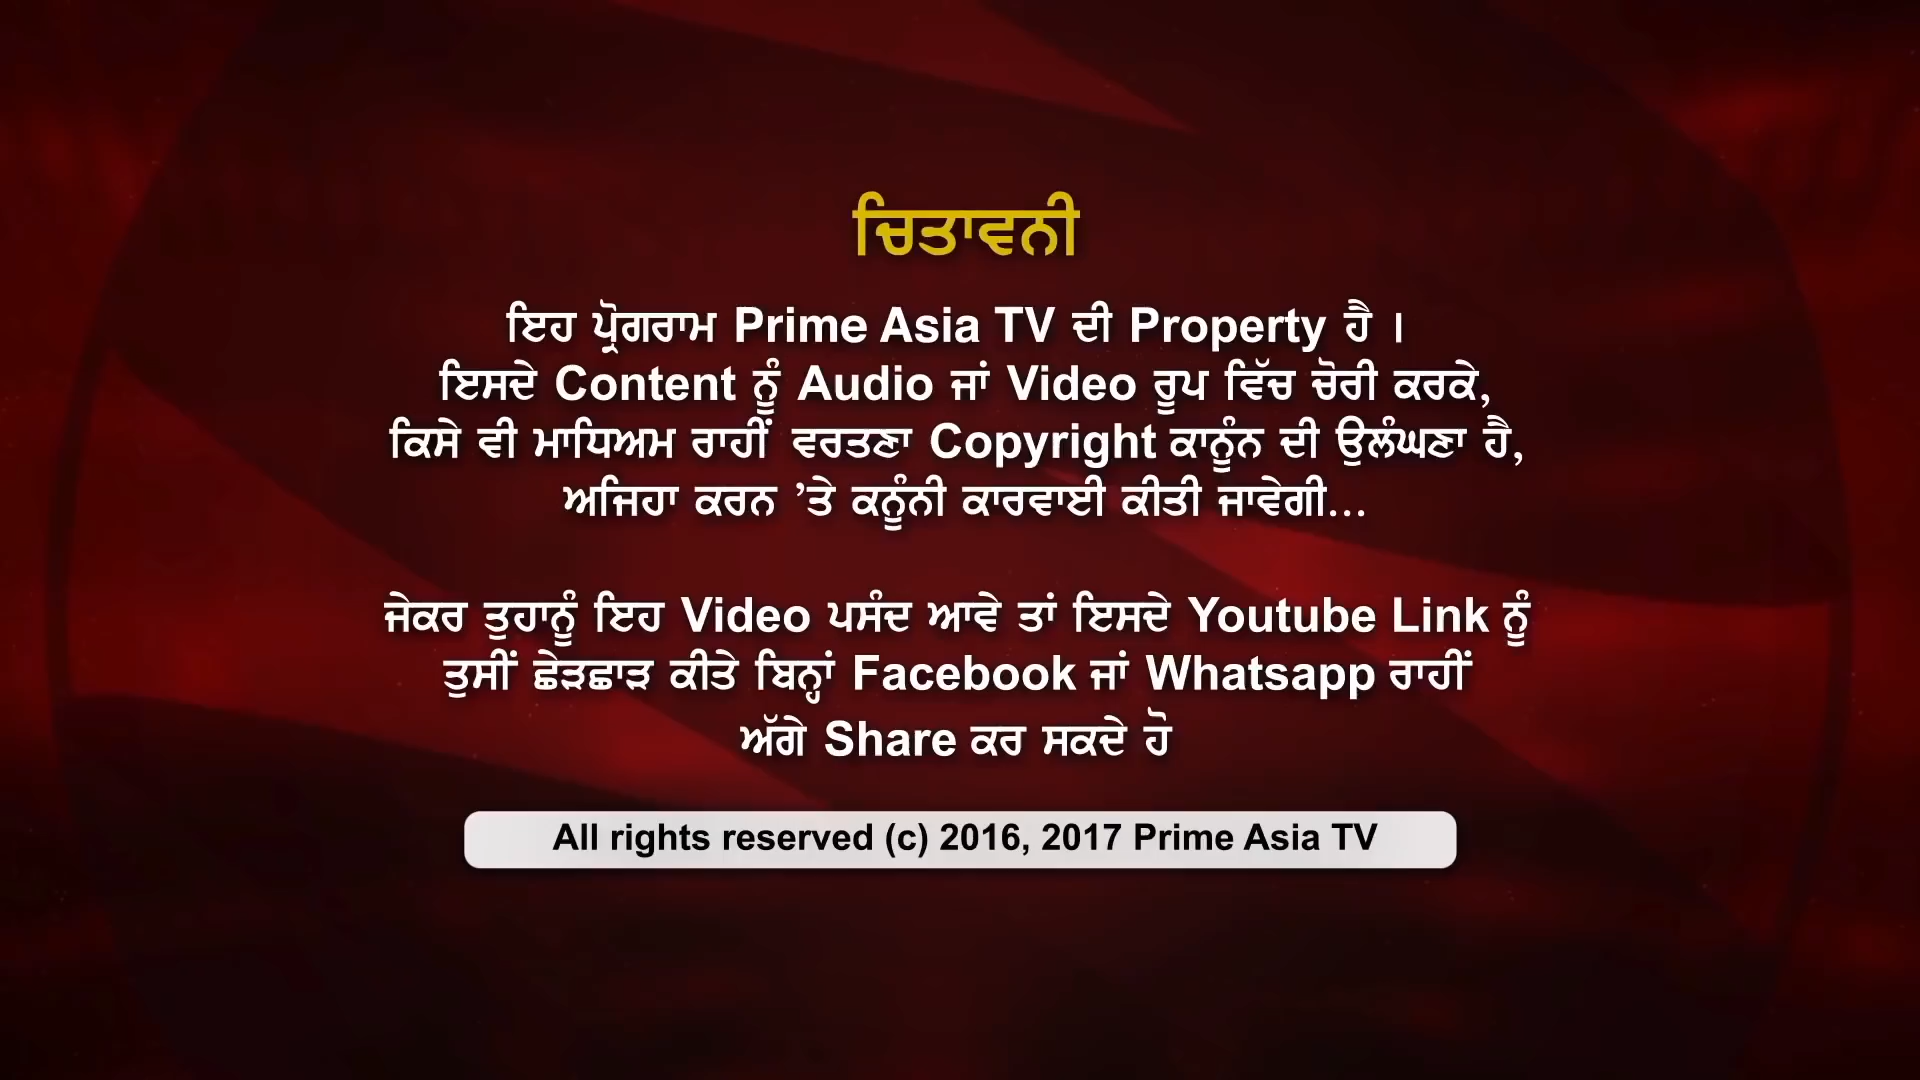 ਚਿਤਾਵਨੀ
ਇਹ ਪ੍ਰੋਗਰਾਮ Prime Asia TV ਦੀ Property ਹੈ ।
ਇਸਦੇ Content ਨੂੰ Audio ਜਾਂ Video ਰੂਪ ਵਿੱਚ ਚੋਰੀ ਕਰਕੇ,
ਕਿਸੇ ਵੀ ਮਾਧਿਅਮ ਰਾਹੀਂ ਵਰਤਣਾ Copyright ਕਾਨੂੰਨ ਦੀ ਉਲੰਘਣਾ ਹੈ,
ਅਜਿਹਾ ਕਰਨ ’ਤੇ ਕਨੂੰਨੀ ਕਾਰਵਾਈ ਕੀਤੀ ਜਾਵੇਗੀ...
ਜੇਕਰ ਤੁਹਾਨੂੰ ਇਹ Video ਪਸੰਦ ਆਵੇ ਤਾਂ ਇਸਦੇ Youtube Link ਨੂੰ
ਤੁਸੀਂ ਛੇੜਛਾੜ ਕੀਤੇ ਬਿਨ੍ਹਾਂ Facebook ਜਾਂ Whatsapp ਰਾਹੀਂ
ਅੱਗੇ Share ਕਰ ਸਕਦੇ ਹੋ
All rights reserved (c) 2016, 2017 Prime Asia TV